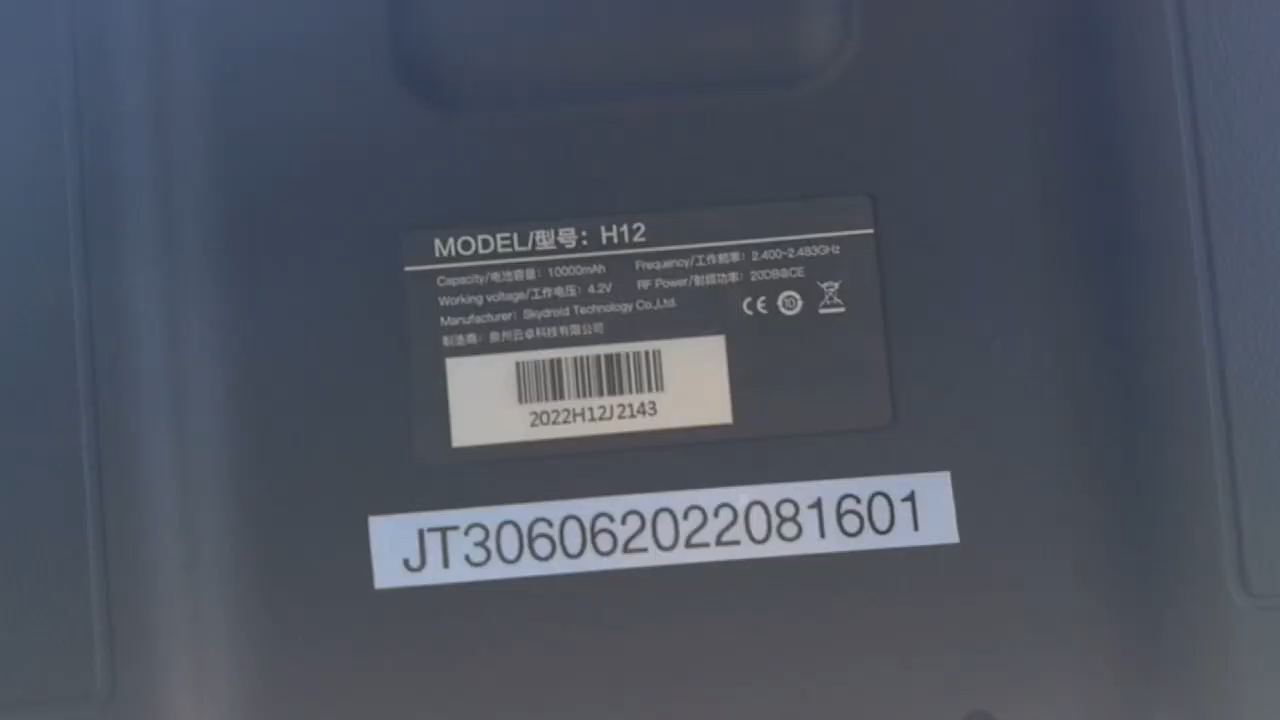 MODEL/型号: H12
Capacity/电池容量: 10000mAh
Frequency/工作频率: 2.400-2.483GHz
Working voltage/工作电压: 4.2V
RF Power/射频功率: 20DB@CE
Manufacturer: Skydroid Technology Co.,Ltd.
制造商: 泉州云卓科技有限公司
CE 10
2022H12J2143
JT306062022081601